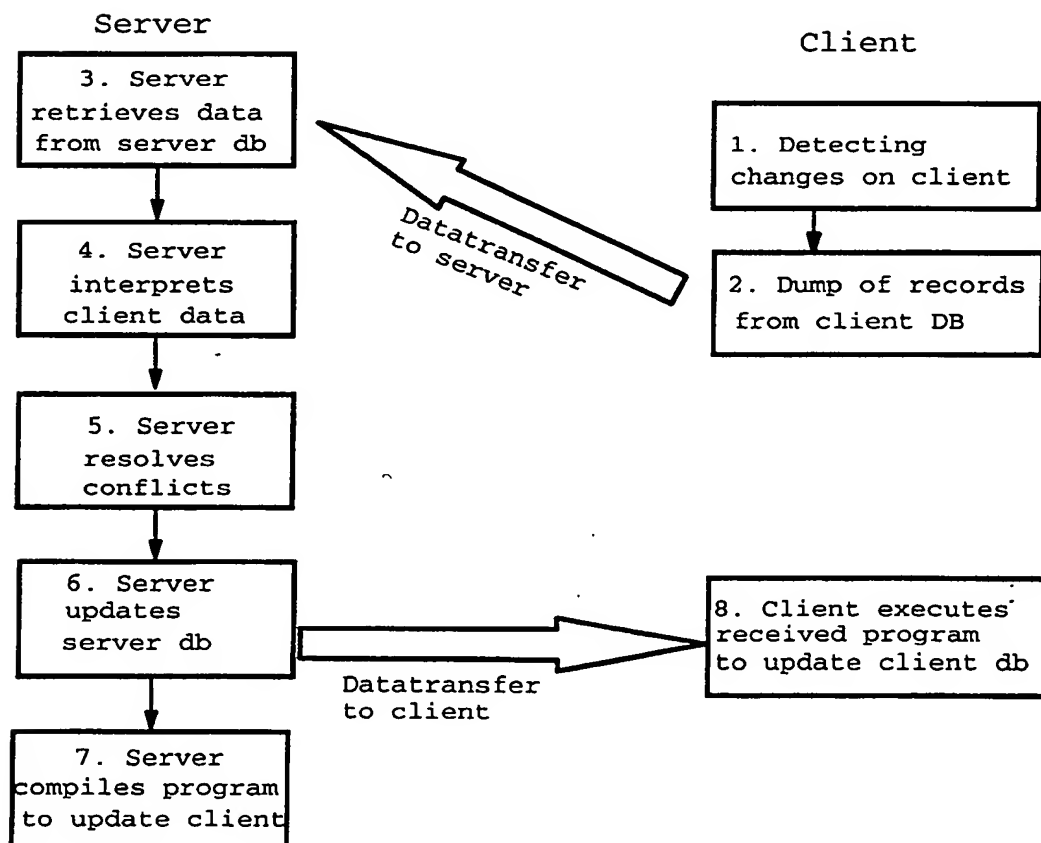 Server
3. Server
retrieves data
from server db
4. Server
interprets
client data
5. Server
resolves
conflicts
6. Server
updates
server db
7. Server
compiles program
to update client
Datatransfer
to server
Datatransfer
to client
Client
1. Detecting
changes on client
2. Dump of records
from client DB
8. Client executes
received program
to update client db